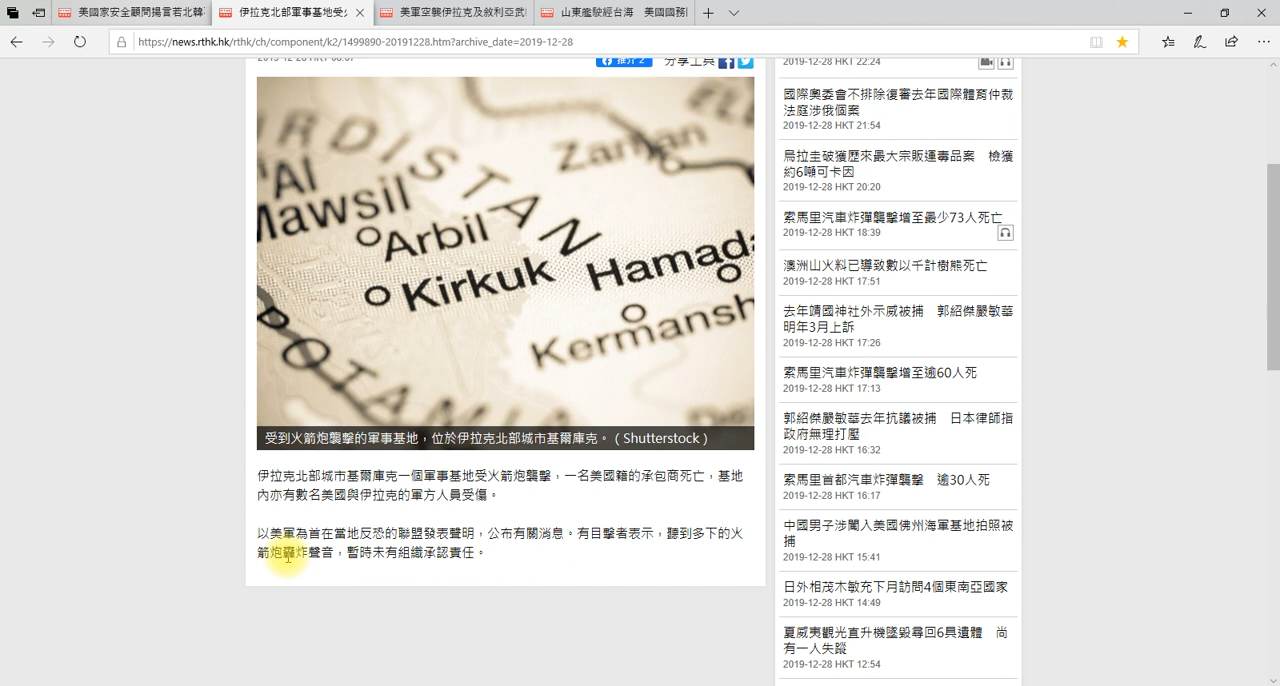 美國家安全顧問揚言若北韓
伊拉克北部軍事基地受
美軍空襲伊拉克及敘利亞武
山東艦駛經台海 美國國務
https://news.rthk.hk/rthk/ch/component/k2/1499890-20191228.htm?archive_date=2019-12-28
推介 2
分享工具
Al
Mawsil
Arbil
Kirkuk
Zanjan
Hamada
Kermansh
受到火箭炮襲擊的軍事基地，位於伊拉克北部城市基爾庫克。（Shutterstock）
伊拉克北部城市基爾庫克一個軍事基地受火箭炮襲擊，一名美國籍的承包商死亡，基地
內亦有數名美國與伊拉克的軍方人員受傷。
以美軍為首在當地反恐的聯盟發表聲明，公布有關消息。有目擊者表示，聽到多下的火
箭炮轟炸聲音，暫時未有組織承認責任。
2019-12-28 HKT 22:24
國際奧委會不排除復審去年國際體育仲裁
法庭涉俄個案
2019-12-28 HKT 21:54
烏拉圭破獲歷來最大宗販運毒品案 檢獲
約6噸可卡因
2019-12-28 HKT 20:20
索馬里汽車炸彈襲擊增至最少73人死亡
2019-12-28 HKT 18:39
澳洲山火料已導致數以千計樹熊死亡
2019-12-28 HKT 17:51
去年靖國神社外示威被捕 郭紹傑嚴敏華
明年3月上訴
2019-12-28 HKT 17:26
索馬里汽車炸彈襲擊增至逾60人死
2019-12-28 HKT 17:13
郭紹傑嚴敏華去年抗議被捕 日本律師指
政府無理打壓
2019-12-28 HKT 16:32
索馬里首都汽車炸彈襲擊 逾30人死
2019-12-28 HKT 16:17
中國男子涉闖入美國佛州海軍基地拍照被
捕
2019-12-28 HKT 15:41
日外相茂木敏充下月訪問4個東南亞國家
2019-12-28 HKT 14:49
夏威夷觀光直升機墜毀尋回6具遺體 尚
有一人失蹤
2019-12-28 HKT 12:54